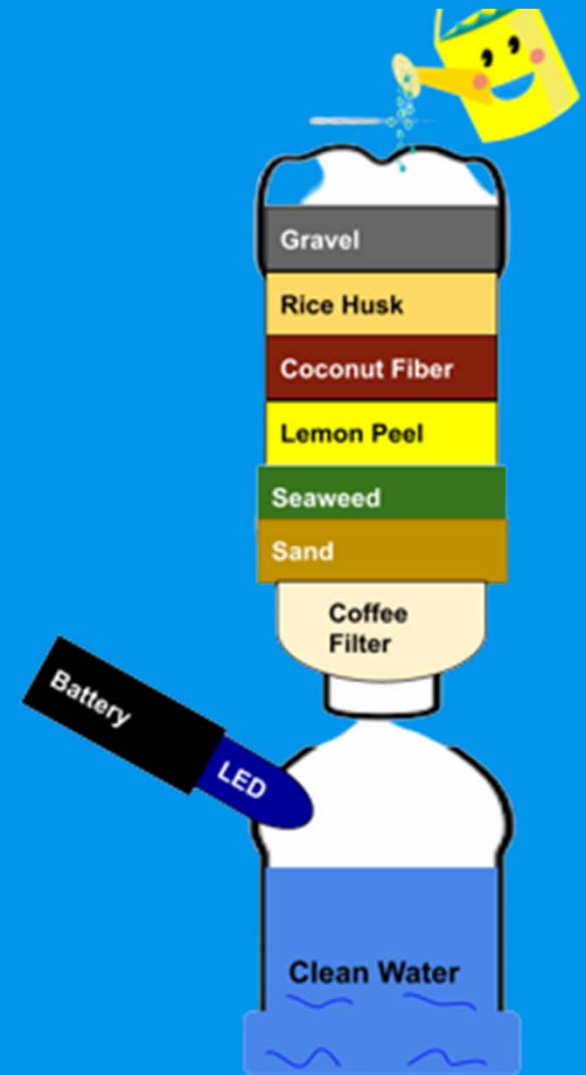 Gravel
Rice Husk
Coconut Fiber
Lemon Peel
Seaweed
Sand
Coffee
Filter
Battery
LED
Clean Water